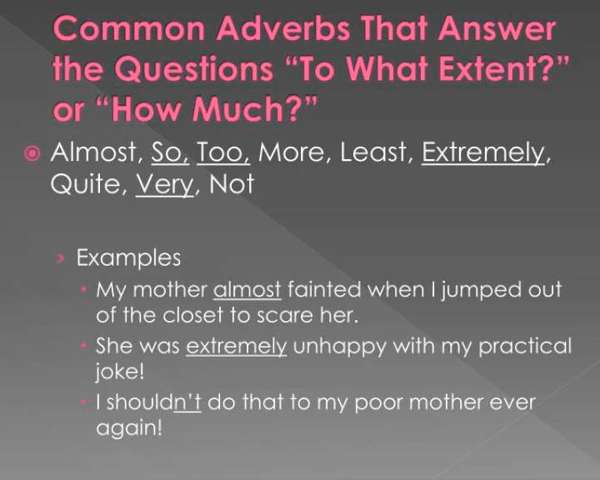 Common Adverbs That Answer
the Questions “To What Extent?”
or “How Much?”
Almost, So, Too, More, Least, Extremely,
Quite, Very, Not
Examples
My mother almost fainted when I jumped out
of the closet to scare her.
She was extremely unhappy with my practical
joke!
I shouldn’t do that to my poor mother ever
again!